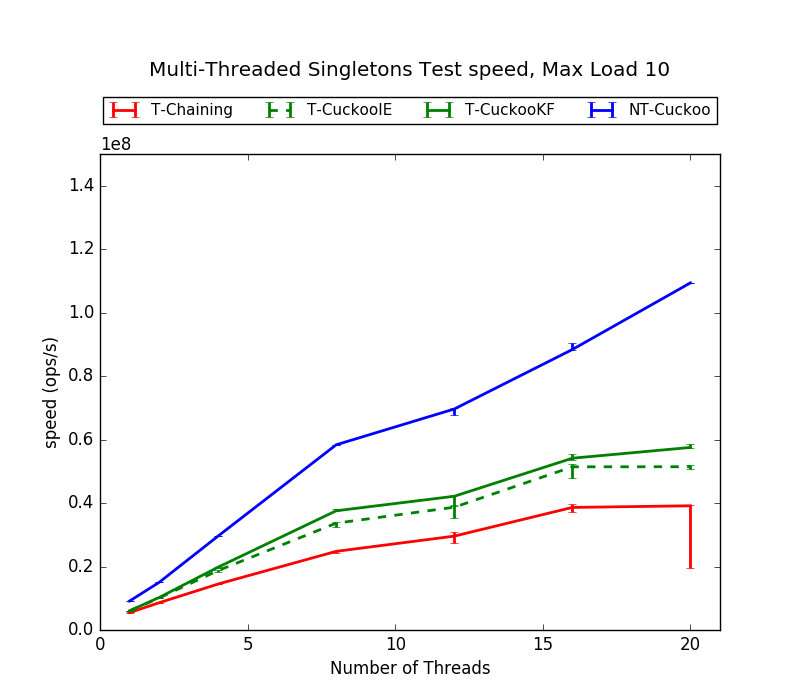 Multi-Threaded Singletons Test speed, Max Load 10
T-Chaining T-CuckooIE T-CuckooKF NT-Cuckoo
1e8
1.4
1.2
1.0
0.8
0.6
0.4
0.2
0.0
speed (ops/s)
0 5 10 15 20
Number of Threads